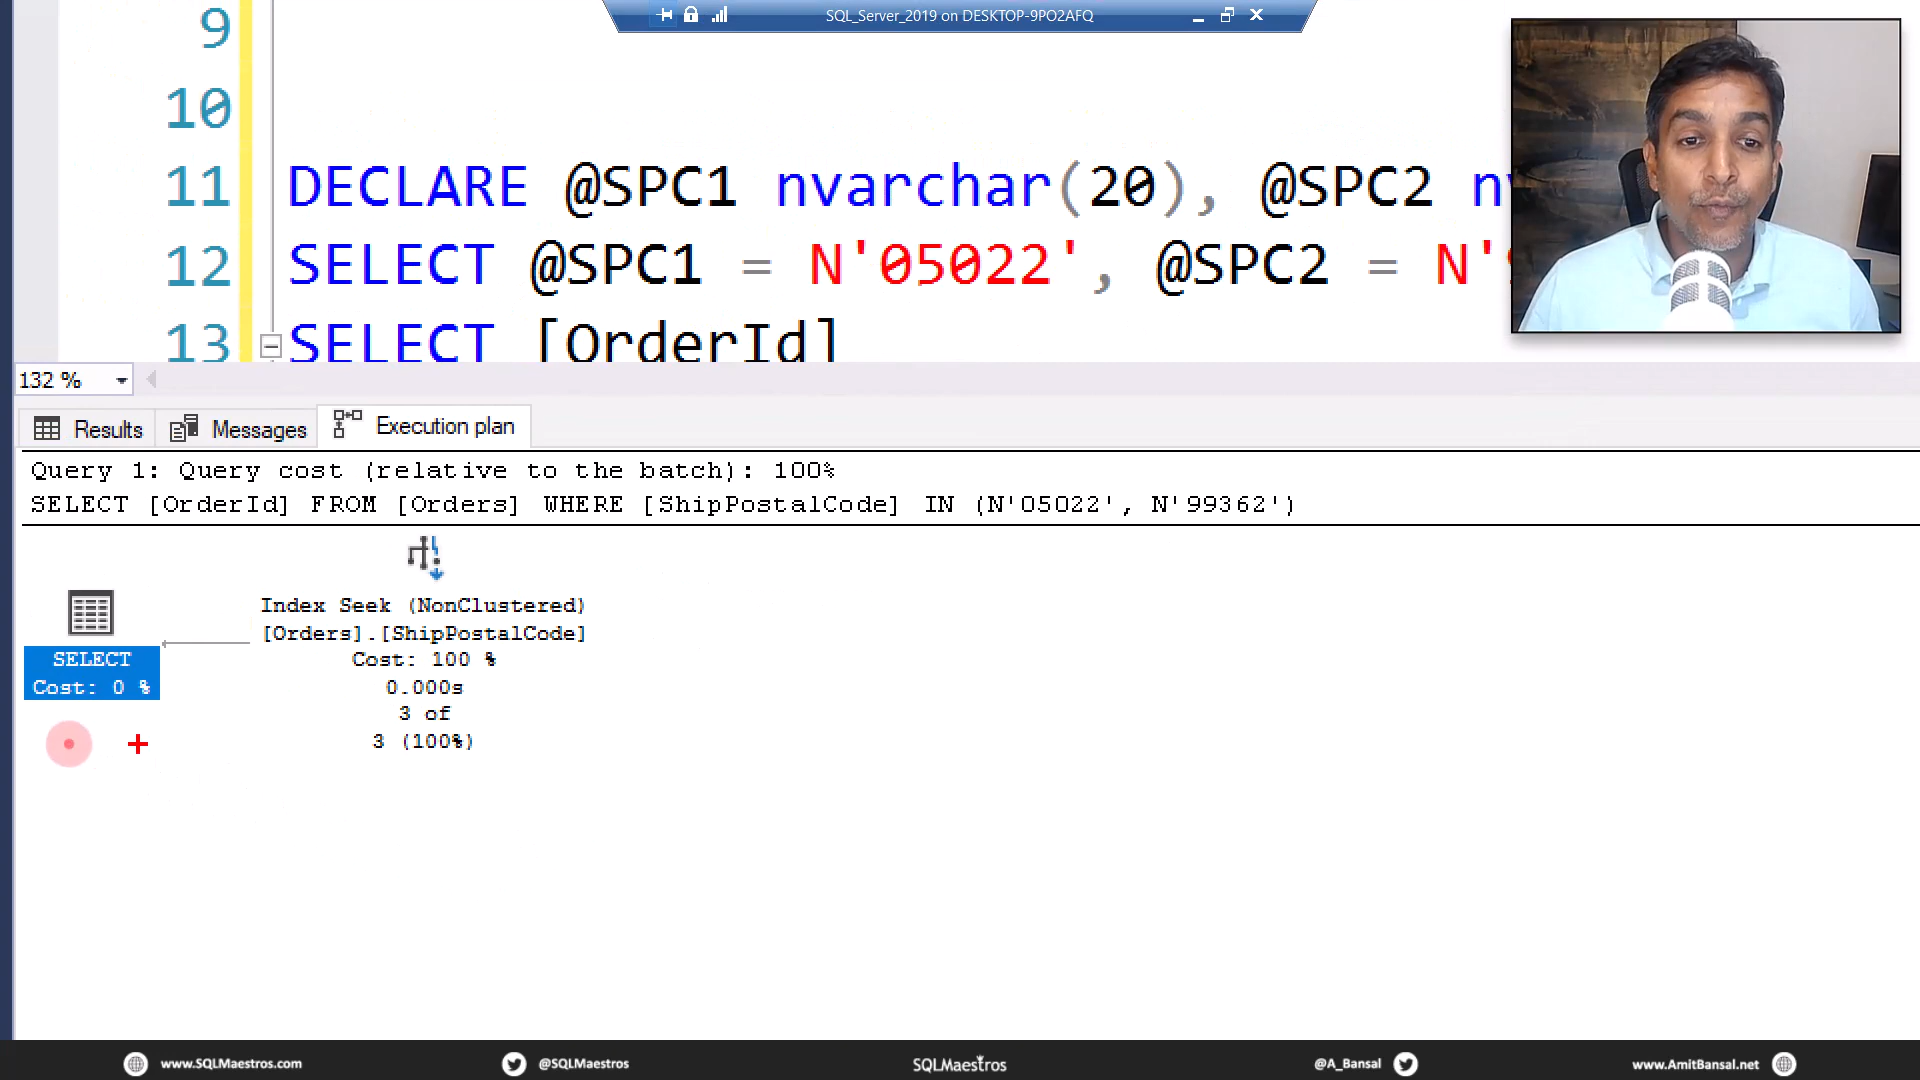 SQL_Server_2019 on DESKTOP-9PO2AFQ
9
10
11 DECLARE @SPC1 nvarchar(20), @SPC2
12 SELECT @SPC1 = N'05022', @SPC2 = N'
13 SELECT [OrderId]
132 %
Results Messages Execution plan
Query 1: Query cost (relative to the batch): 100%
SELECT [OrderId] FROM [Orders] WHERE [ShipPostalCode] IN (N'05022', N'99362')
Index Seek (NonClustered)
[Orders].[ShipPostalCode]
Cost: 100 %
0.000s
3 of
3 (100%)
SELECT
Cost: 0 %
www.SQLMaestros.com @SQLMaestros SQLMaestros @A_Bansal www.AmitBansal.net